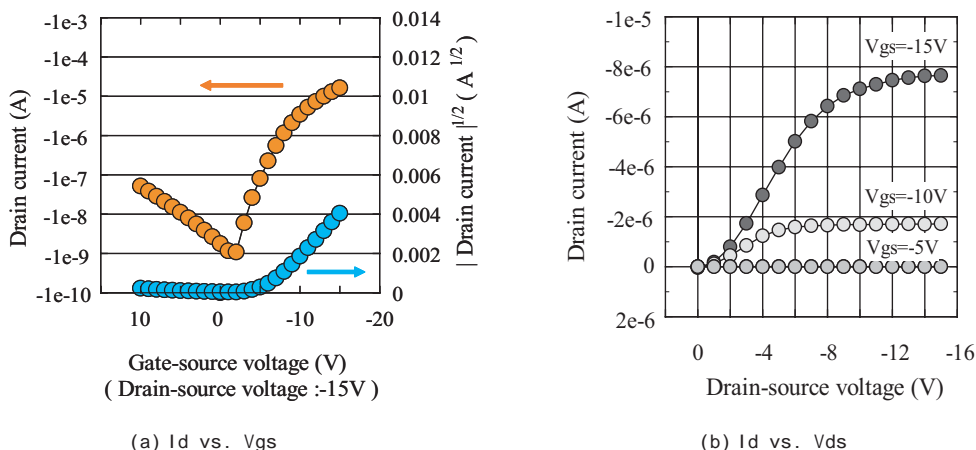 -1e-3
-1e-4
-1e-5
-1e-6
-1e-7
-1e-8
-1e-9
-1e-10
Drain current (A)
0.014
0.012
0.010
0.008
0.006
0.004
0.002
0
| Drain current |^1/2 ( A^1/2 )
10 0 -10 -20
Gate-source voltage (V)
( Drain-source voltage :-15V )
(a) Id vs. Vgs
-1e-5
-8e-6
-6e-6
-4e-6
-2e-6
0
2e-6
Drain current (A)
Vgs=-15V
Vgs=-10V
Vgs=-5V
0 -4 -8 -12 -16
Drain-source voltage (V)
(b) Id vs. Vds